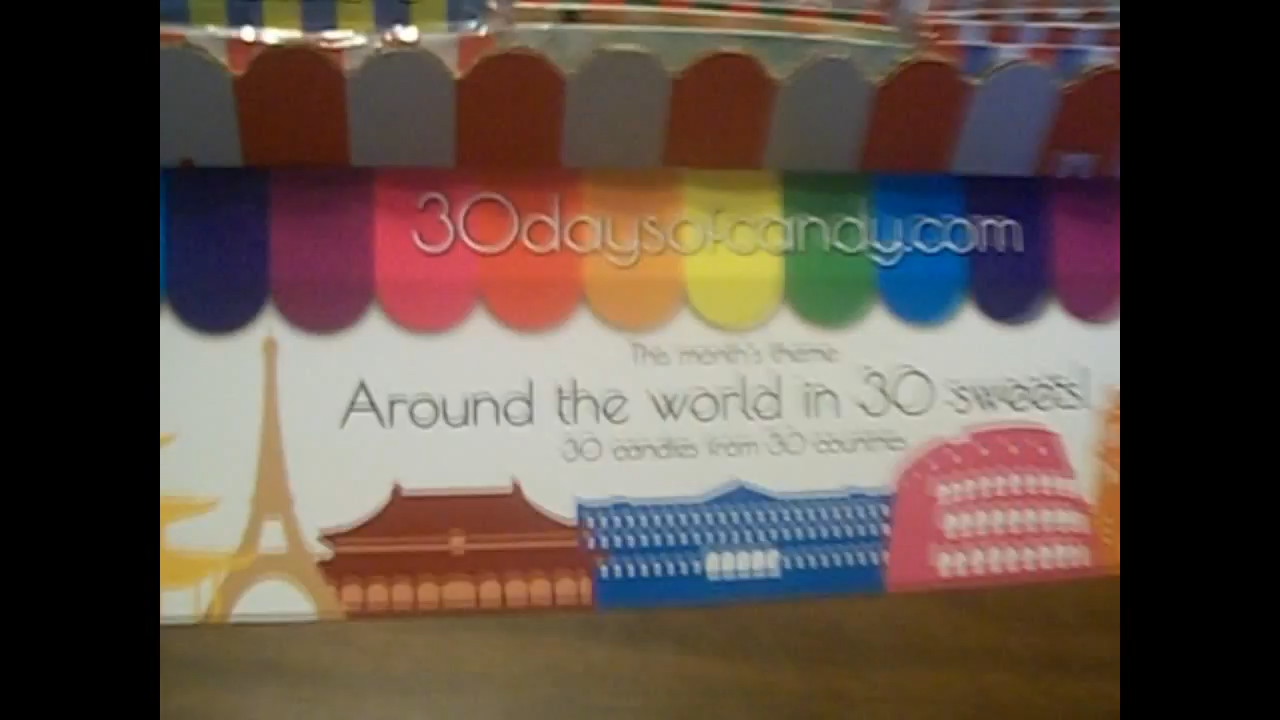 30daysofcandy.com
This month's theme
Around the world in 30 sweets!
30 candies from 30 countries